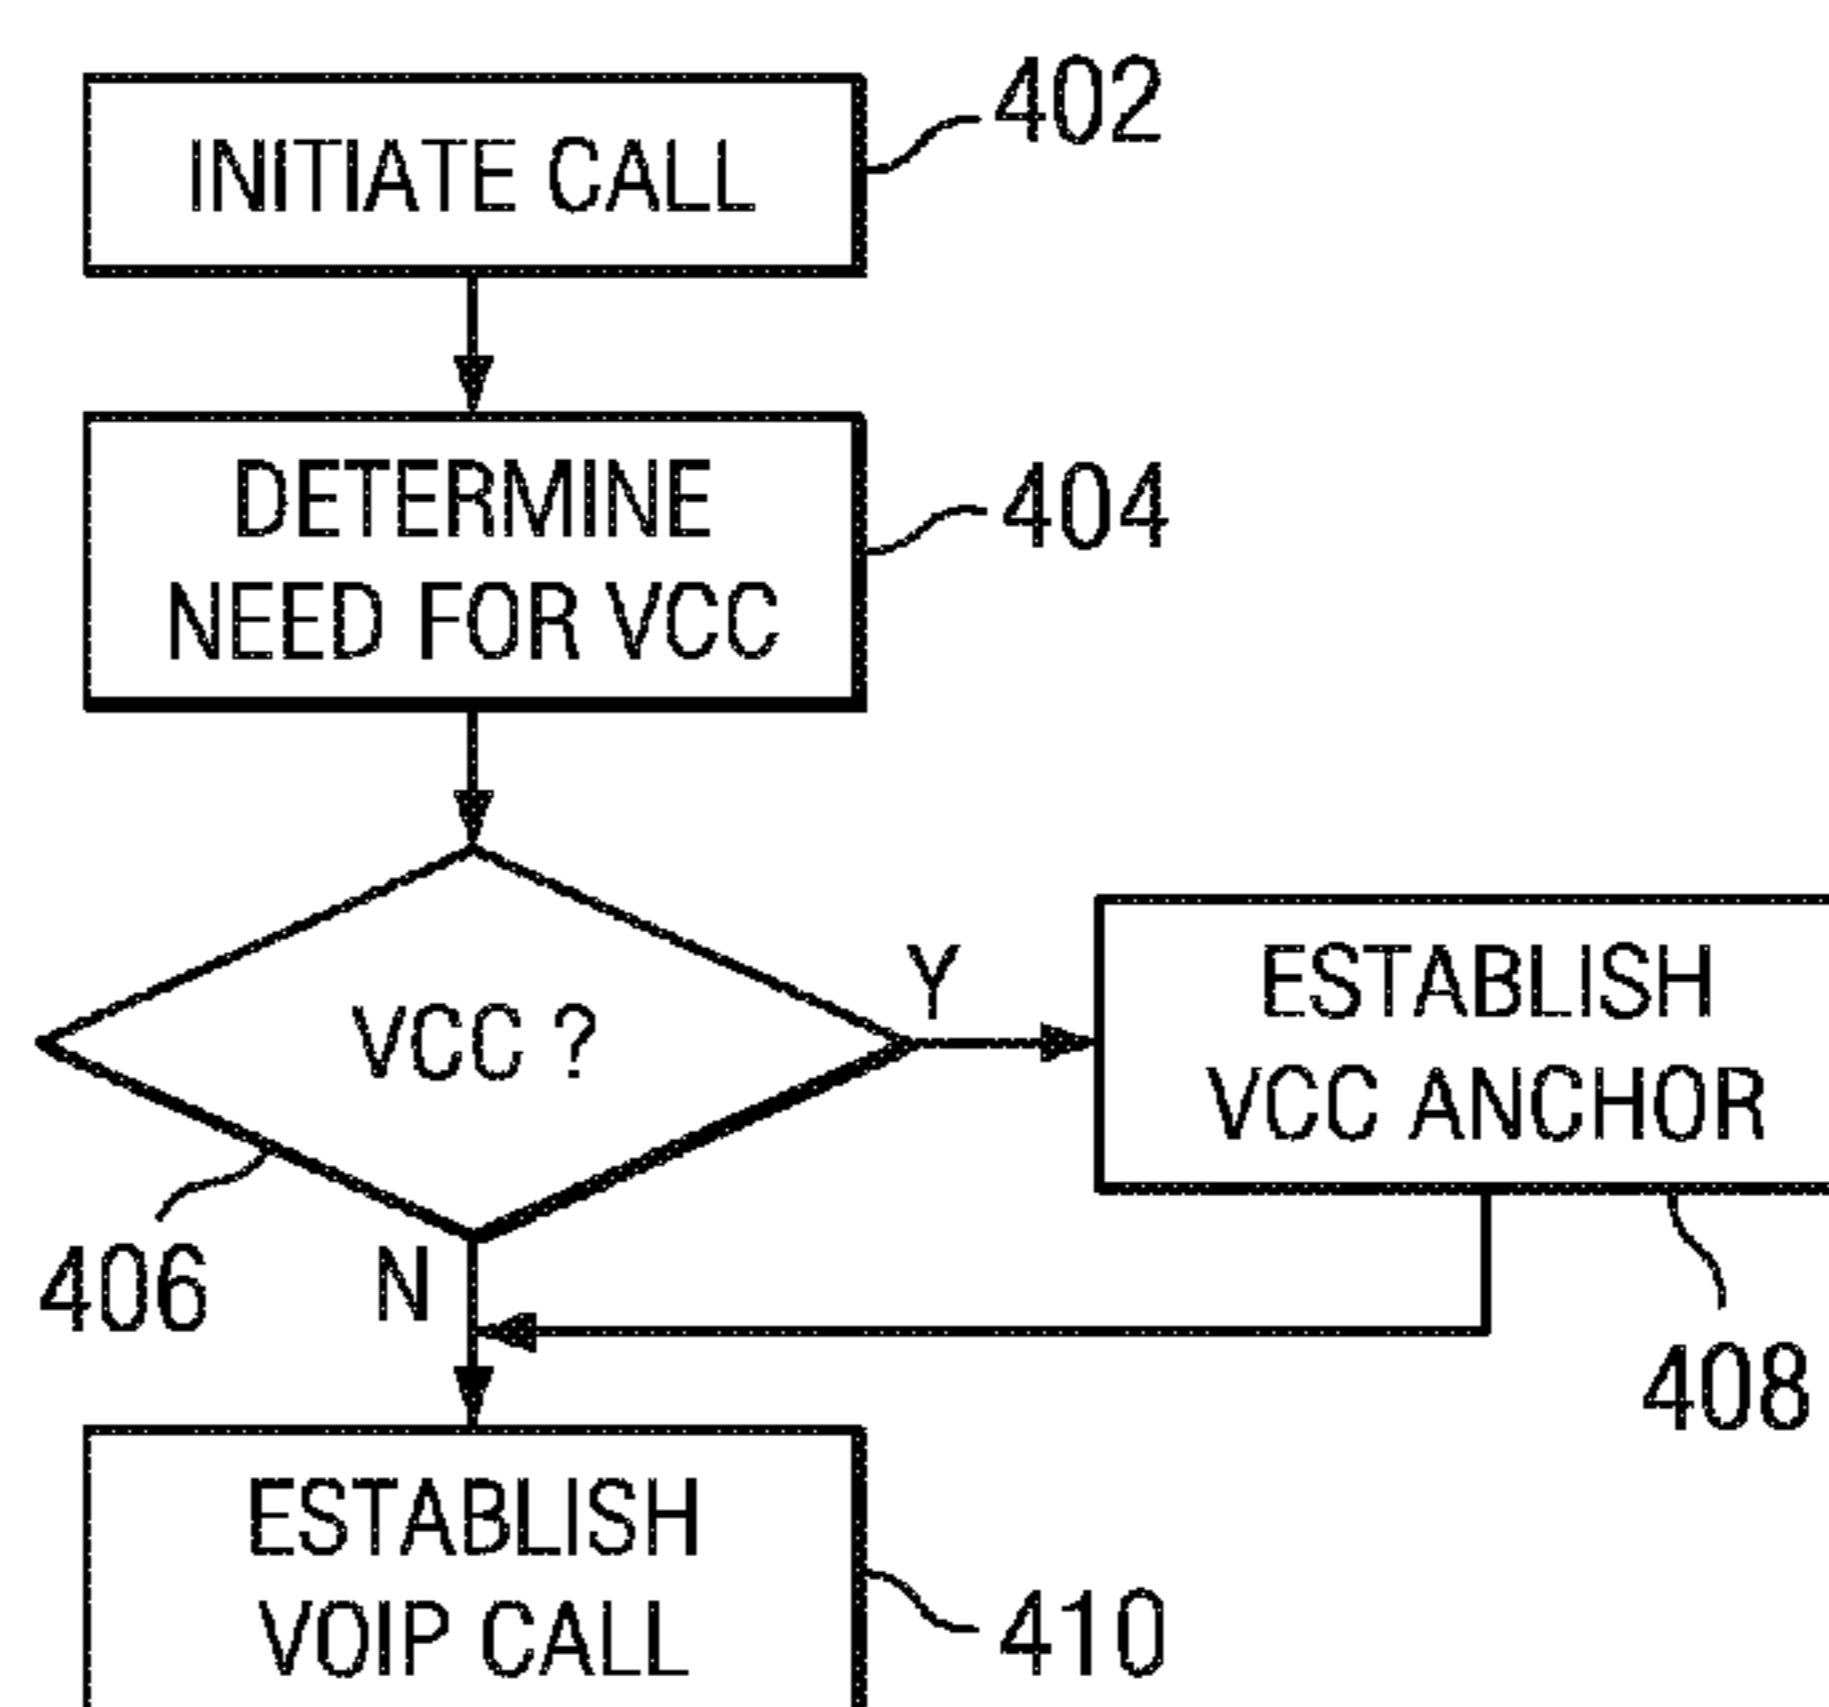 INITIATE CALL
402
DETERMINE
NEED FOR VCC
404
VCC ?
Y
ESTABLISH
VCC ANCHOR
406
N
408
ESTABLISH
VOIP CALL
410